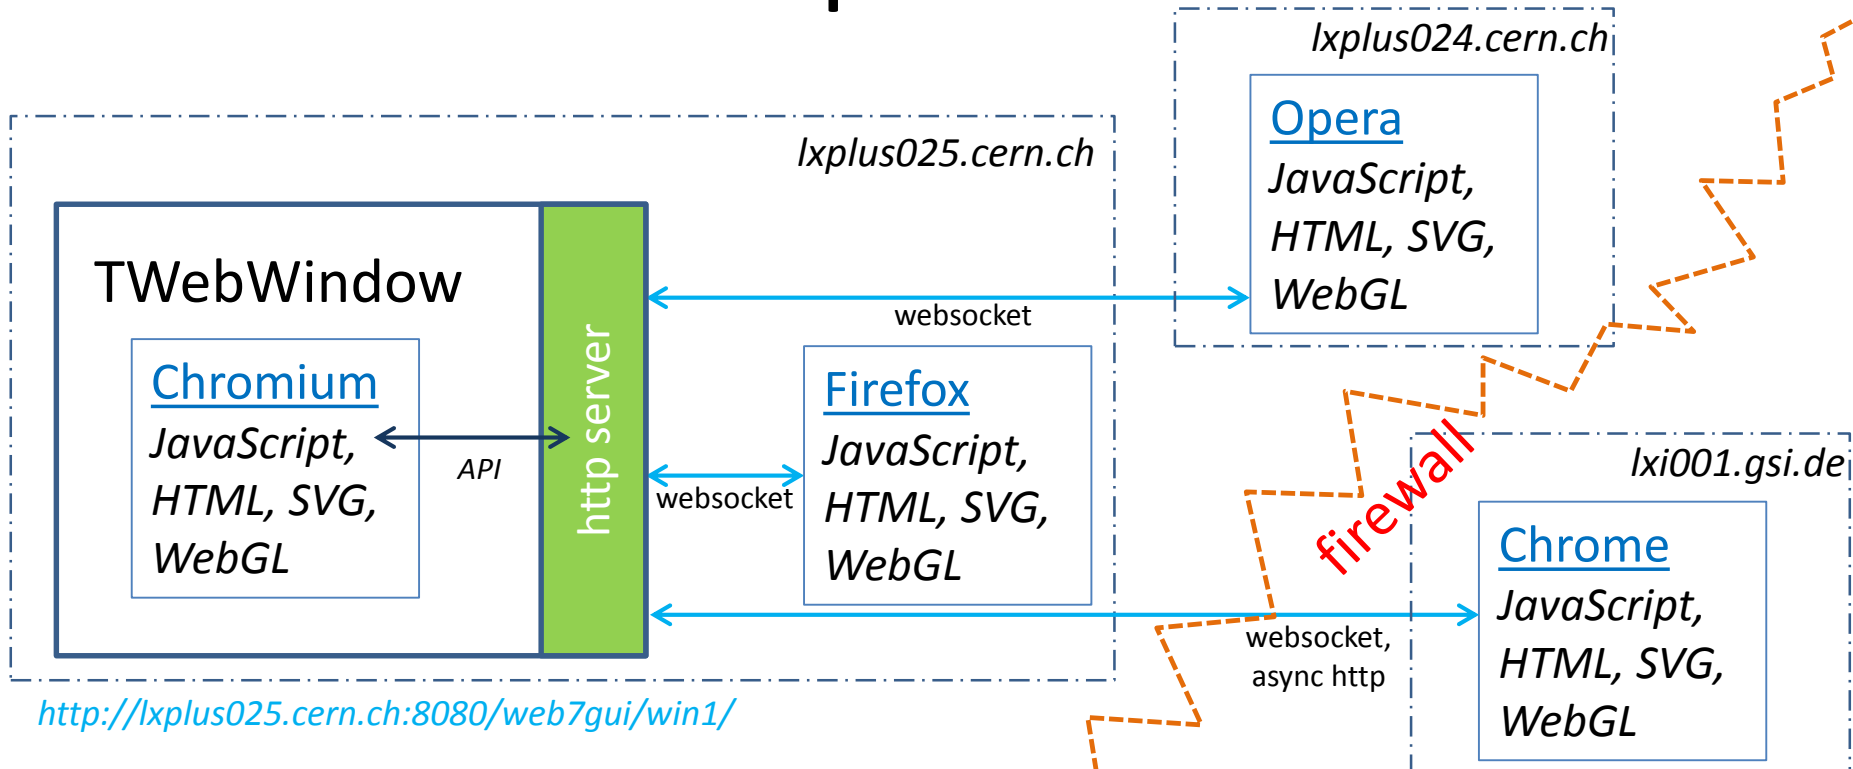 lxplus024.cern.ch
Opera
JavaScript,
HTML, SVG,
WebGL
lxplus025.cern.ch
TWebWindow
http server
Chromium
JavaScript,
HTML, SVG,
WebGL
API
websocket
websocket
Firefox
JavaScript,
HTML, SVG,
WebGL
firewall
lxi001.gsi.de
Chrome
JavaScript,
HTML, SVG,
WebGL
websocket,
async http
http://lxplus025.cern.ch:8080/web7gui/win1/